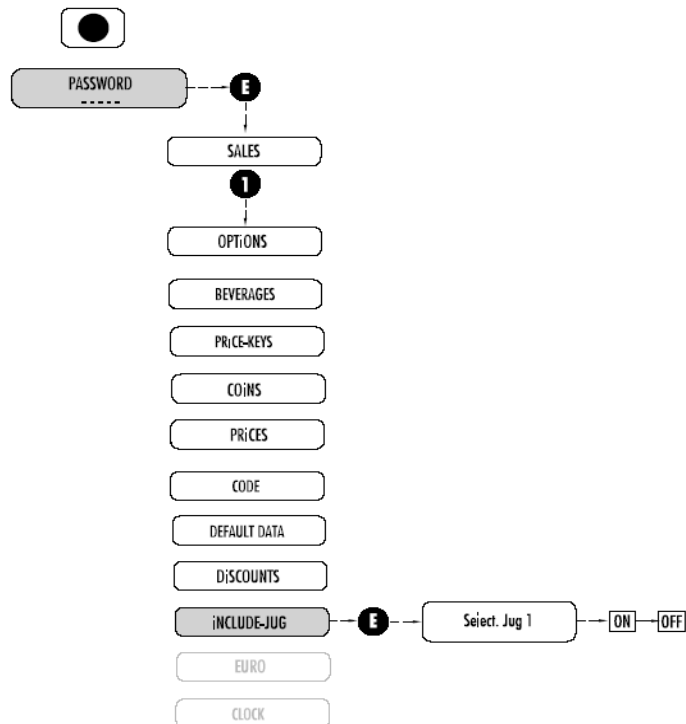 PASSWORD
-----
E
SALES
1
OPTiONS
BEVERAGES
PRiCE-KEYS
COiNS
PRiCES
CODE
DEFAULT DATA
DiSCOUNTS
iNCLUDE-JUG E Select. Jug 1 ON OFF
EURO
CLOCK